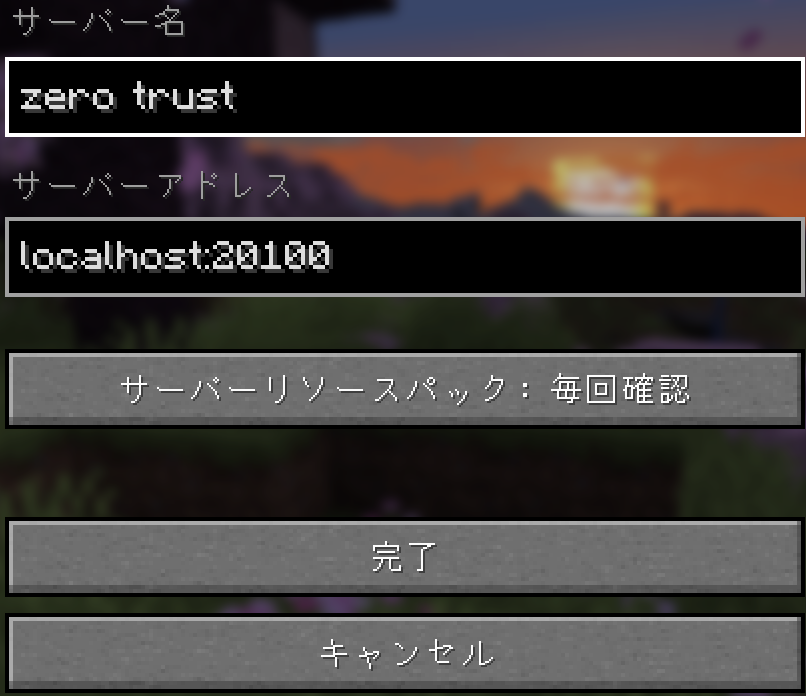 サーバー名
zero trust
サーバーアドレス
localhost:20100
サーバーリソースパック: 毎回確認
完了
キャンセル